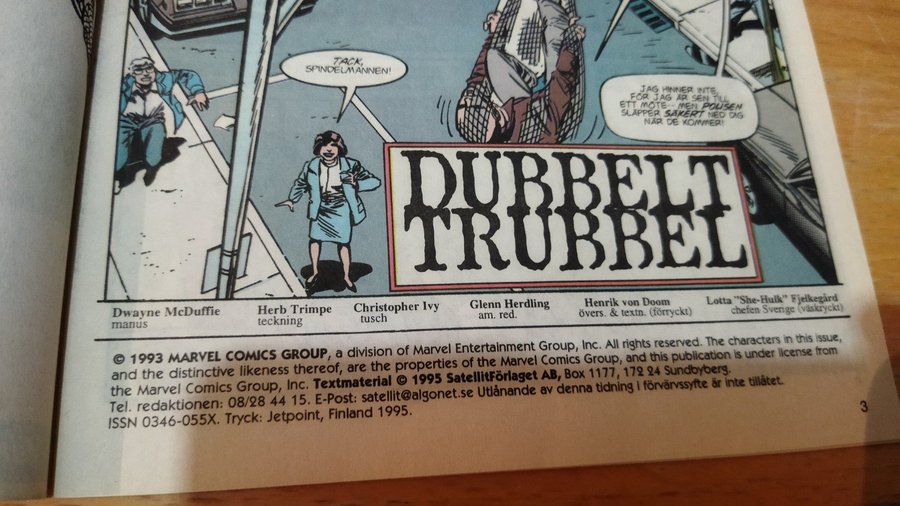 TACK,
SPINDELMANNEN!
JAG HINNER INTE,
FÖR JAG ÄR SEN TILL
ETT MÖTE-- MEN POLISEN
SLÄPPER SÄKERT NED DIG
NÄR DE KOMMER!
DUBBELT
TRUBBEL
Dwayne McDuffie
manus
Herb Trimpe
teckning
Christopher Ivy
tusch
Glenn Herdling
am. red.
Henrik von Doom
övers. & textn. (förryckt)
Lotta "She-Hulk" Fjelkegård
chefen Sverige (väskryckt)
© 1993 MARVEL COMICS GROUP, a division of Marvel Entertainment Group, Inc. All rights reserved. The characters in this issue,
and the distinctive likeness thereof, are the properties of the Marvel Comics Group, and this publication is under license from
the Marvel Comics Group, Inc. Textmaterial © 1995 SatellitFörlaget AB, Box 1177, 172 24 Sundbyberg.
Tel. redaktionen: 08/28 44 15. E-Post: satellit@algonet.se Utlånande av denna tidning i förvärvssyfte är inte tillåtet.
ISSN 0346-055X. Tryck: Jetpoint, Finland 1995.
3